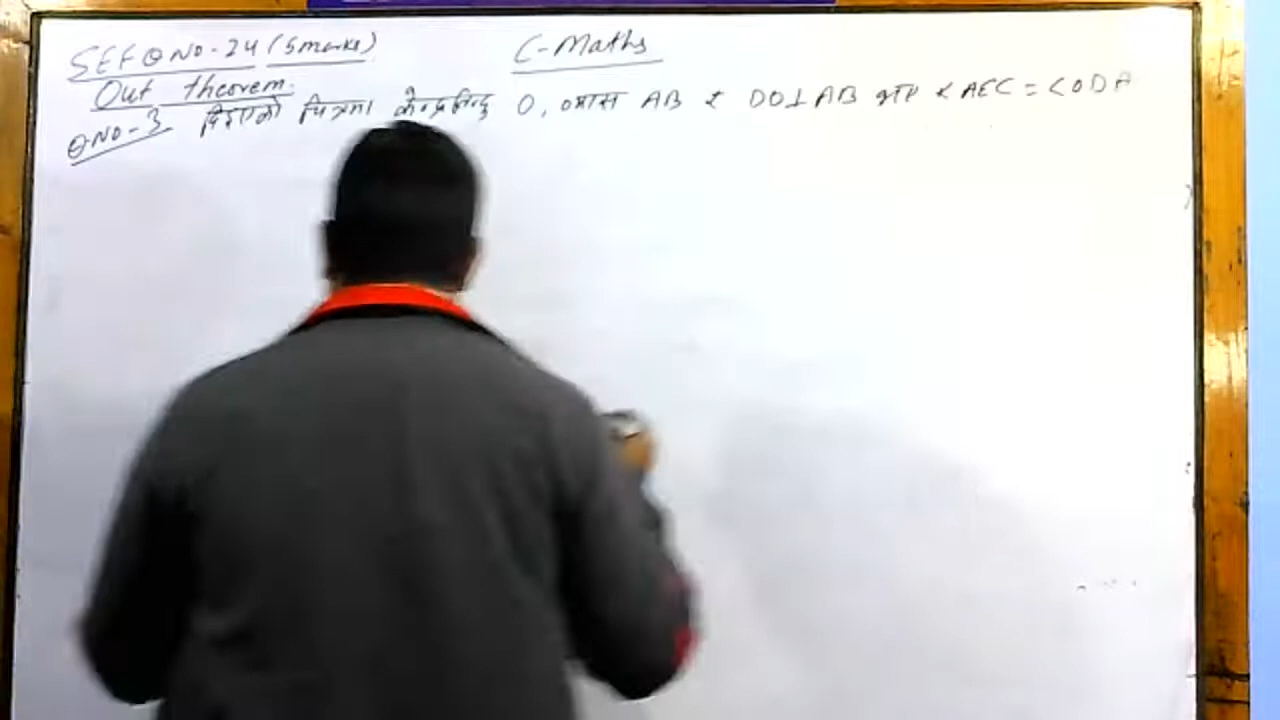 SEE Q NO-24 (5 marks) C-Maths
Out theorem.
Q NO-3 दिइएको चित्रमा केन्द्रबिन्दु O, व्यास AB र DO⊥AB भए ∠AEC = ∠ODA